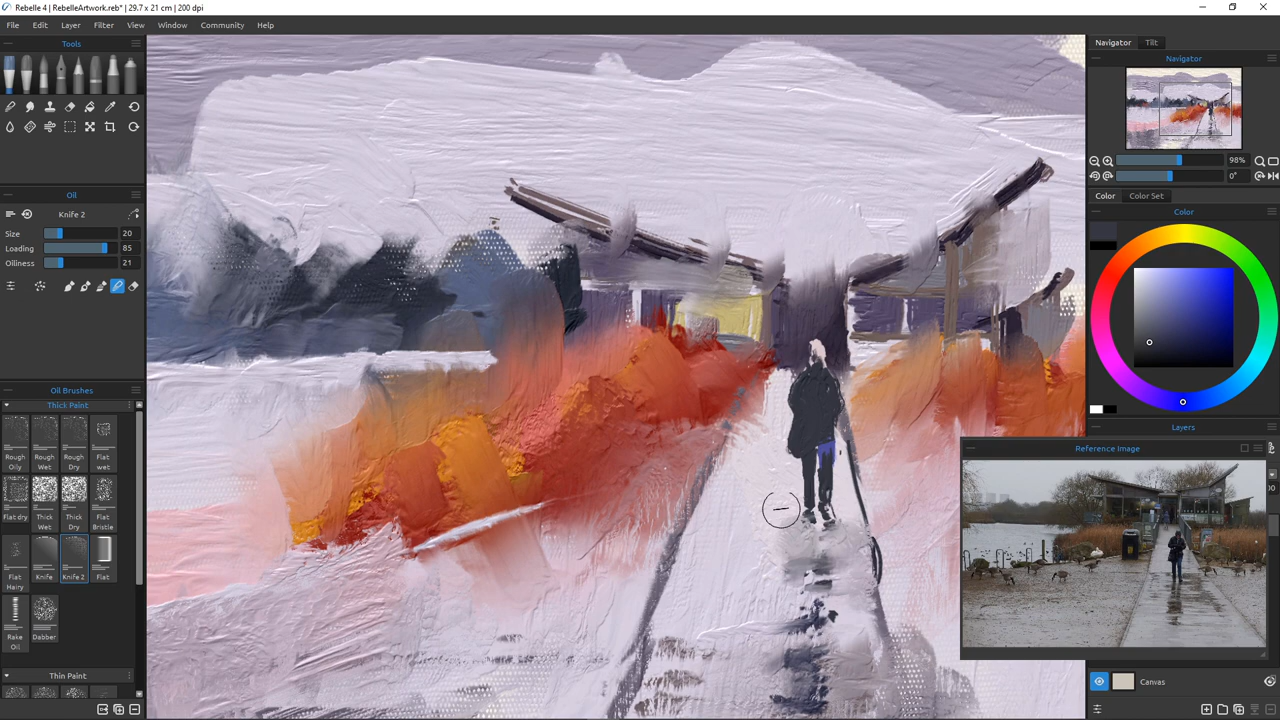 Rebelle 4 | RebelleArtwork.reb* | 29.7 x 21 cm | 200 dpi
File Edit Layer Filter View Window Community Help
Tools
Navigator Tilt
Navigator
98%
0°
Oil
Knife 2
Size 20
Loading 85
Oiliness 21
Color Color Set
Color
Oil Brushes
Thick Paint
Rough Oily
Rough Wet
Rough Dry
Flat wet
Flat dry
Thick Wet
Thick Dry
Flat Bristle
Flat Hairy
Knife
Knife 2
Flat
Rake Oil
Dabber
Thin Paint
Layers
Reference Image
Canvas